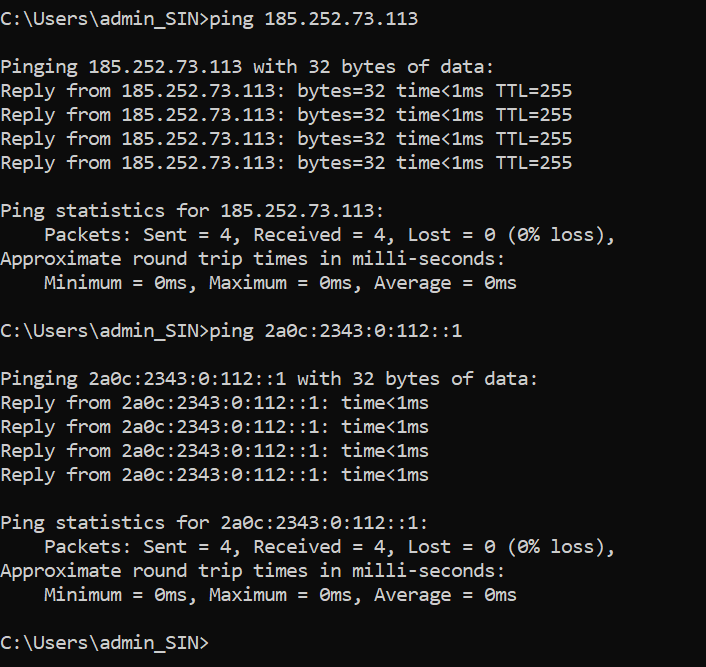 C:\Users\admin_SIN>ping 185.252.73.113
Pinging 185.252.73.113 with 32 bytes of data:
Reply from 185.252.73.113: bytes=32 time<1ms TTL=255
Reply from 185.252.73.113: bytes=32 time<1ms TTL=255
Reply from 185.252.73.113: bytes=32 time<1ms TTL=255
Reply from 185.252.73.113: bytes=32 time<1ms TTL=255
Ping statistics for 185.252.73.113:
    Packets: Sent = 4, Received = 4, Lost = 0 (0% loss),
Approximate round trip times in milli-seconds:
    Minimum = 0ms, Maximum = 0ms, Average = 0ms
C:\Users\admin_SIN>ping 2a0c:2343:0:112::1
Pinging 2a0c:2343:0:112::1 with 32 bytes of data:
Reply from 2a0c:2343:0:112::1: time<1ms
Reply from 2a0c:2343:0:112::1: time<1ms
Reply from 2a0c:2343:0:112::1: time<1ms
Reply from 2a0c:2343:0:112::1: time<1ms
Ping statistics for 2a0c:2343:0:112::1:
    Packets: Sent = 4, Received = 4, Lost = 0 (0% loss),
Approximate round trip times in milli-seconds:
    Minimum = 0ms, Maximum = 0ms, Average = 0ms
C:\Users\admin_SIN>